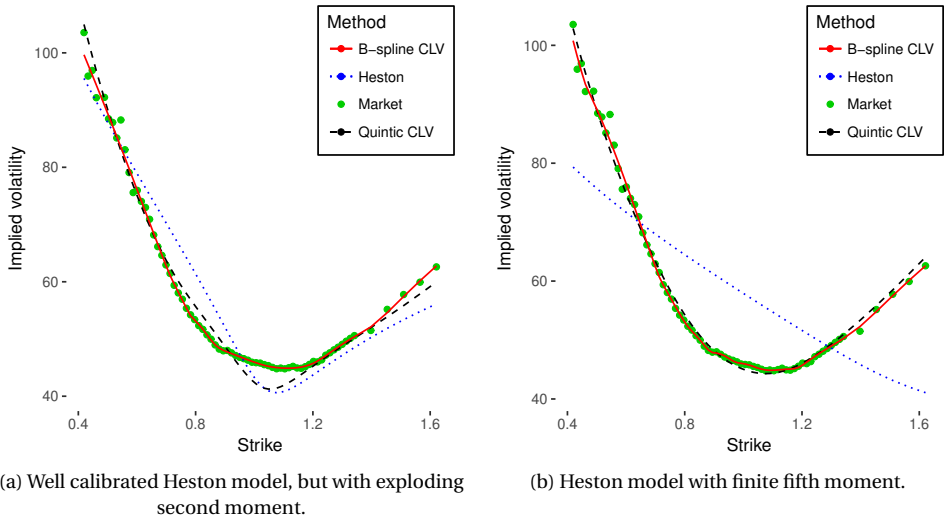 Method
B−spline CLV
Heston
Market
Quintic CLV
100
80
60
40
Implied volatility
0.4 0.8 1.2 1.6
Strike
(a) Well calibrated Heston model, but with exploding
second moment.
Method
B−spline CLV
Heston
Market
Quintic CLV
100
80
60
40
Implied volatility
0.4 0.8 1.2 1.6
Strike
(b) Heston model with finite fifth moment.